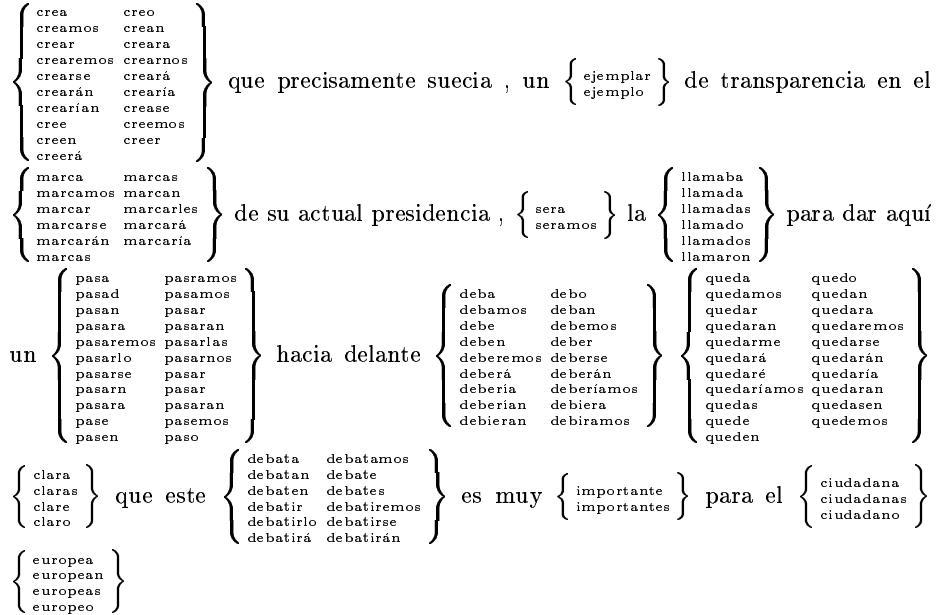 crea creo
creamos crean
crear creara
crearemos crearnos
crearse creará
crearán crearía
crearían crease
cree creemos
creen creer
creerá
que precisamente suecia , un
ejemplar
ejemplo
de transparencia en el
marca marcas
marcamos marcan
marcar marcarles
marcarse marcará
marcarán marcaría
marcas
de su actual presidencia ,
sera
seramos
la
llamaba
llamada
llamadas
llamado
llamados
llamaron
para dar aquí
un
pasa pasramos
pasad pasamos
pasan pasar
pasara pasaran
pasaremos pasarlas
pasarlo pasarnos
pasarse pasar
pasarn pasar
pasara pasaran
pase pasemos
pasen paso
hacia delante
deba debo
debamos deban
debe debemos
deben deber
deberemos deberse
deberá deberán
debería deberíamos
deberían debiera
debieran debiramos
queda quedo
quedamos quedan
quedar quedara
quedaran quedaremos
quedarme quedarse
quedará quedarán
quedaré quedaría
quedaríamos quedaran
quedas quedasen
quede quedemos
queden
clara
claras
clare
claro
que este
debata debatamos
debatan debate
debaten debates
debatir debatiremos
debatirlo debatirse
debatirá debatirán
es muy
importante
importantes
para el
ciudadana
ciudadanas
ciudadano
europea
european
europeas
europeo